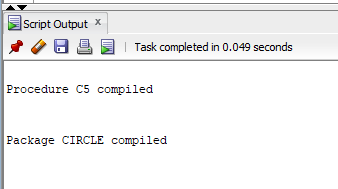 Script Output x
Task completed in 0.049 seconds
Procedure C5 compiled
Package CIRCLE compiled